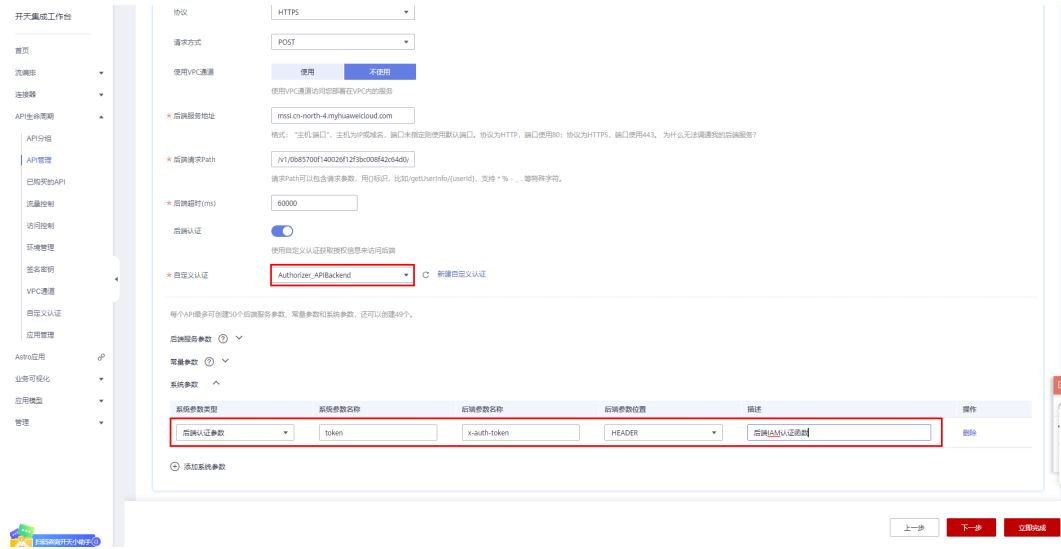 开天集成工作台
首页
流编排
连接器
API生命周期
API分组
API管理
已购买的API
流量控制
访问控制
环境管理
签名密钥
VPC通道
自定义认证
应用管理
Astro应用
业务可视化
应用模型
管理
扫码咨询开天小助手
协议 HTTPS
请求方式 POST
使用VPC通道 使用 不使用
使用VPC通道访问您部署在VPC内的服务
* 后端服务地址 mssi.cn-north-4.myhuaweicloud.com
格式： "主机:端口"，主机为IP或域名，端口未指定则使用默认端口。协议为HTTP，端口使用80；协议为HTTPS，端口使用443。 为什么无法调通我的后端服务?
* 后端请求Path /v1/0b85700f140026f12f3bc008f42c64d0/
请求Path可以包含请求参数，用{}标识，比如/getUserInfo/{userId}，支持 * % - _ . 等特殊字符。
* 后端超时(ms) 60000
后端认证
使用自定义认证获取授权信息来访问后端
* 自定义认证 Authorizer_APIBackend 新建自定义认证
每个API最多可创建50个后端服务参数、常量参数和系统参数，还可以创建49个。
后端服务参数 ?
常量参数 ?
系统参数
系统参数类型 系统参数名称 后端参数名称 后端参数位置 描述 操作
后端认证参数 token x-auth-token HEADER 后端IAM认证函数 删除
添加系统参数
上一步 下一步 立即完成